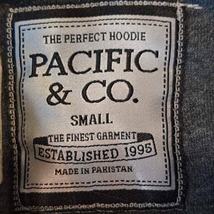 THE PERFECT HOODIE
PACIFIC
& CO.
SMALL
THE FINEST GARMENT
ESTABLISHED 1995
MADE IN PAKISTAN